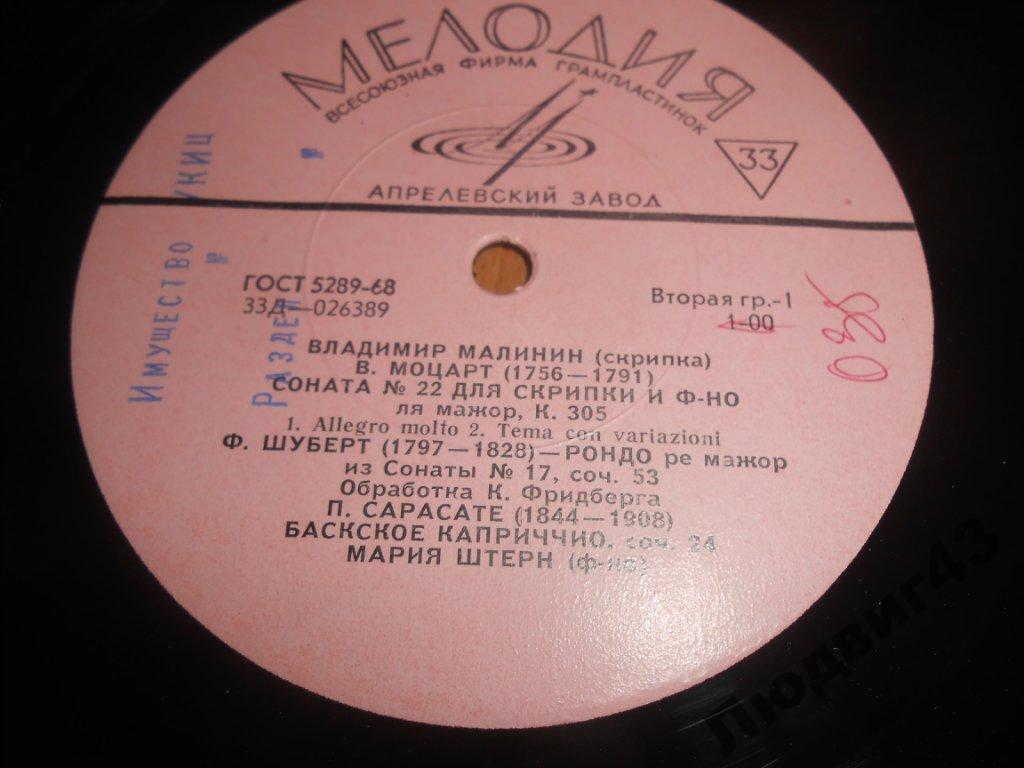 МЕЛОДИЯ
ВСЕСОЮЗНАЯ ФИРМА ГРАМПЛАСТИНОК
33
АПРЕЛЕВСКИЙ ЗАВОД
ГОСТ 5289-68
33Д—026389
Вторая гр.-1
1-00
ВЛАДИМИР МАЛИНИН (скрипка)
В. МОЦАРТ (1756—1791)
СОНАТА № 22 ДЛЯ СКРИПКИ И Ф-НО
ля мажор, К. 305
1. Allegro molto 2. Tema con variazioni
Ф. ШУБЕРТ (1797—1828)—РОНДО ре мажор
из Сонаты № 17, соч. 53
Обработка К. Фридберга
П. САРАСАТЕ (1844—1908)
БАСКСКОЕ КАПРИЧЧИО, соч. 24
МАРИЯ ШТЕРН (ф-но)
Имущество УКИЦ
№
Раздел №
Людвиг43